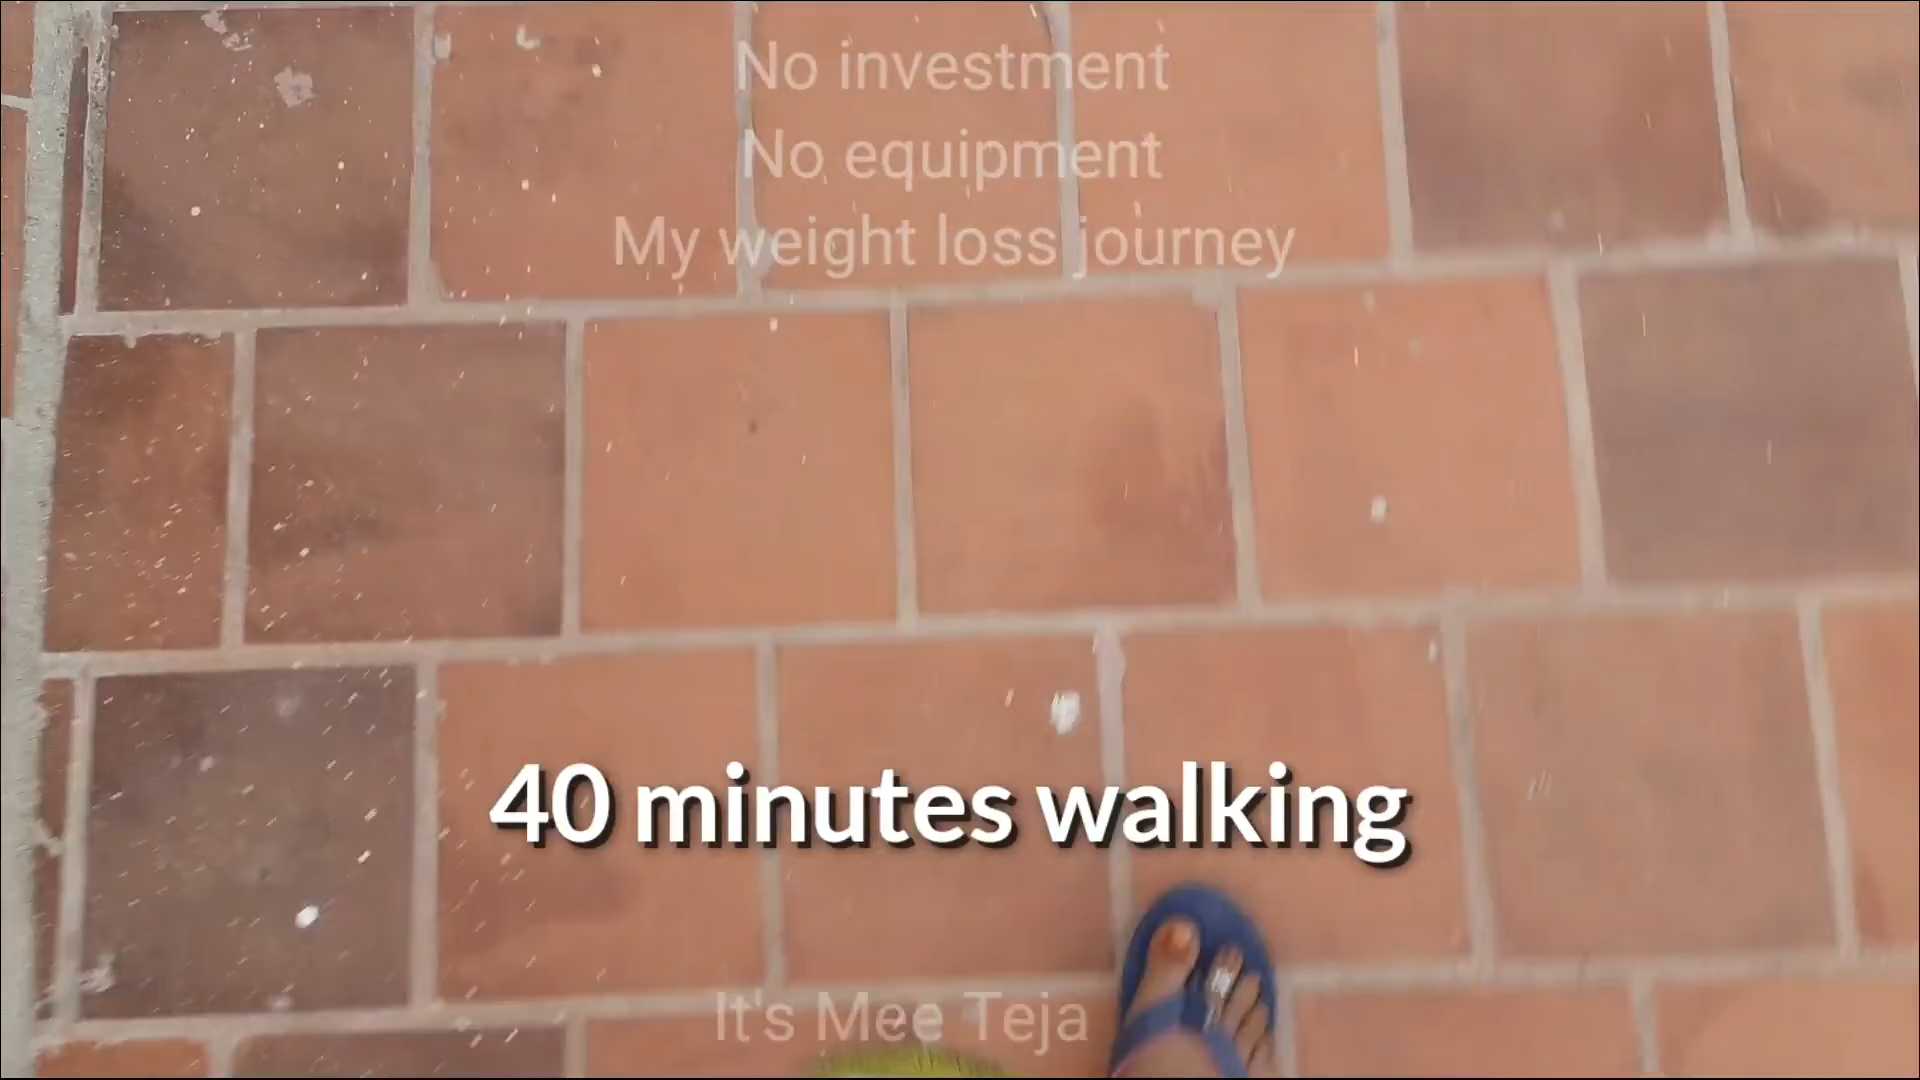 No investment
No equipment
My weight loss journey
40 minutes walking
It's Mee Teja